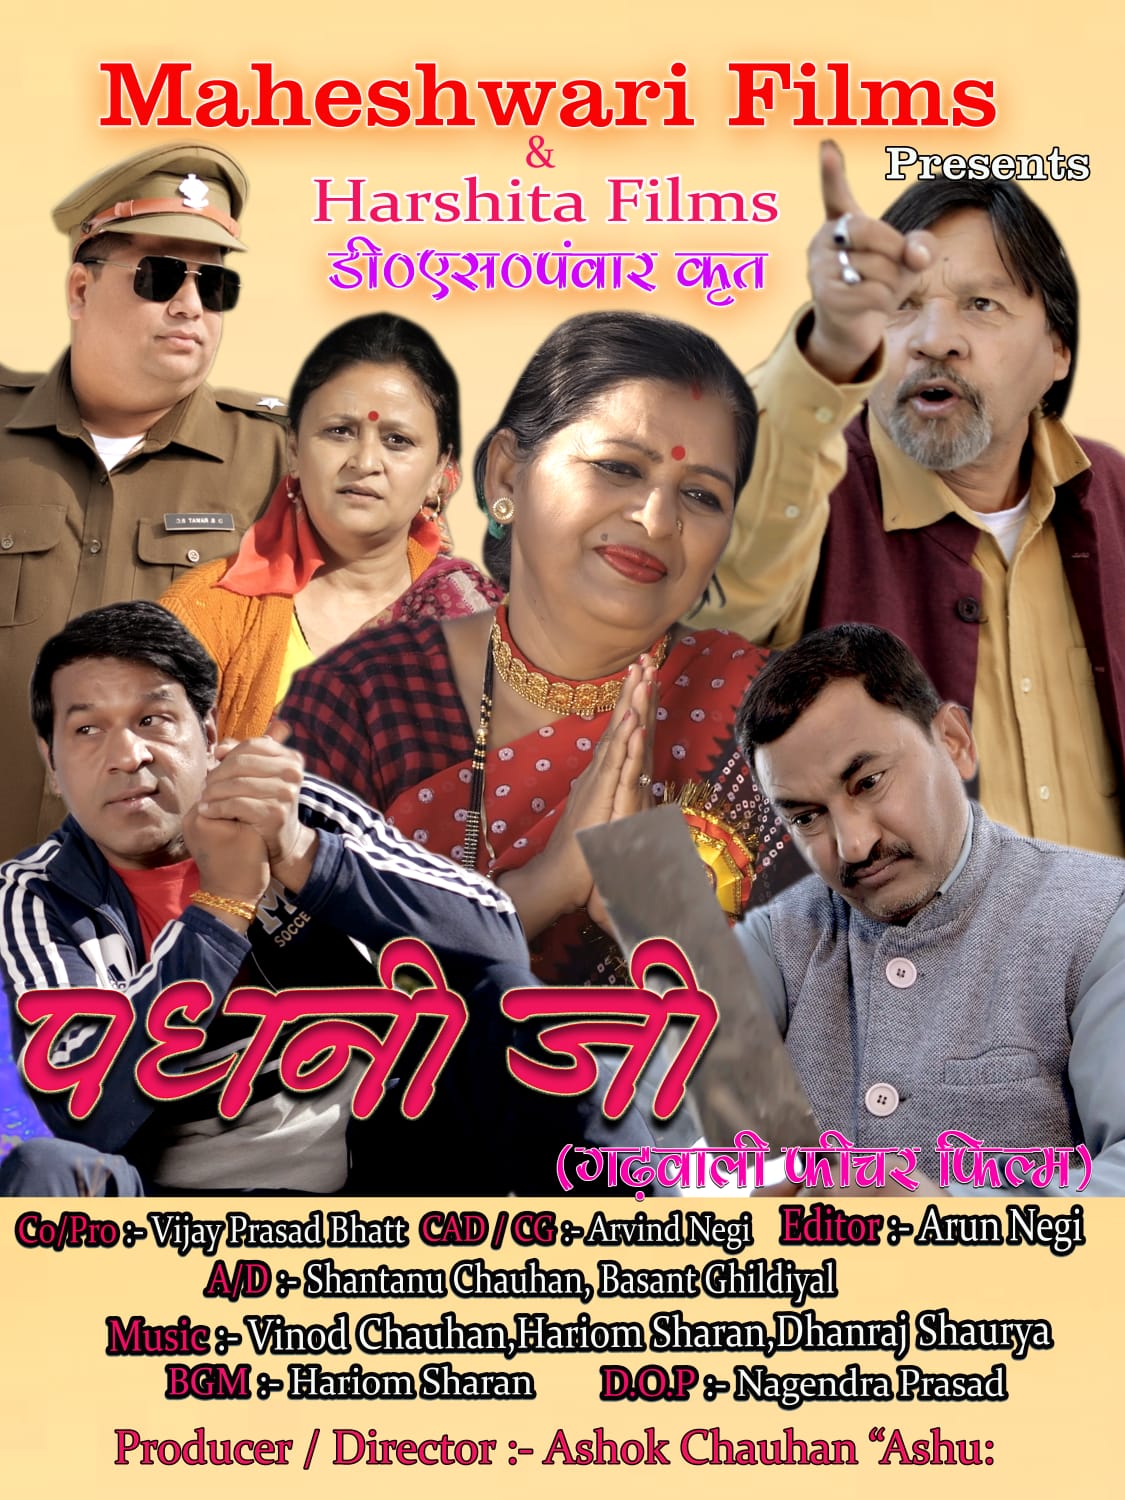 Maheshwari Films
&
Presents
Harshita Films
डी०एस०पंवार कृत
SOCCE
पधनी जी
(गढ़वाली फीचर फिल्म)
Co/Pro :- Vijay Prasad Bhatt CAD / CG :- Arvind Negi Editor :- Arun Negi
A/D :- Shantanu Chauhan, Basant Ghildiyal
Music :- Vinod Chauhan,Hariom Sharan,Dhanraj Shaurya
BGM :- Hariom Sharan D.O.P :- Nagendra Prasad
Producer / Director :- Ashok Chauhan “Ashu: